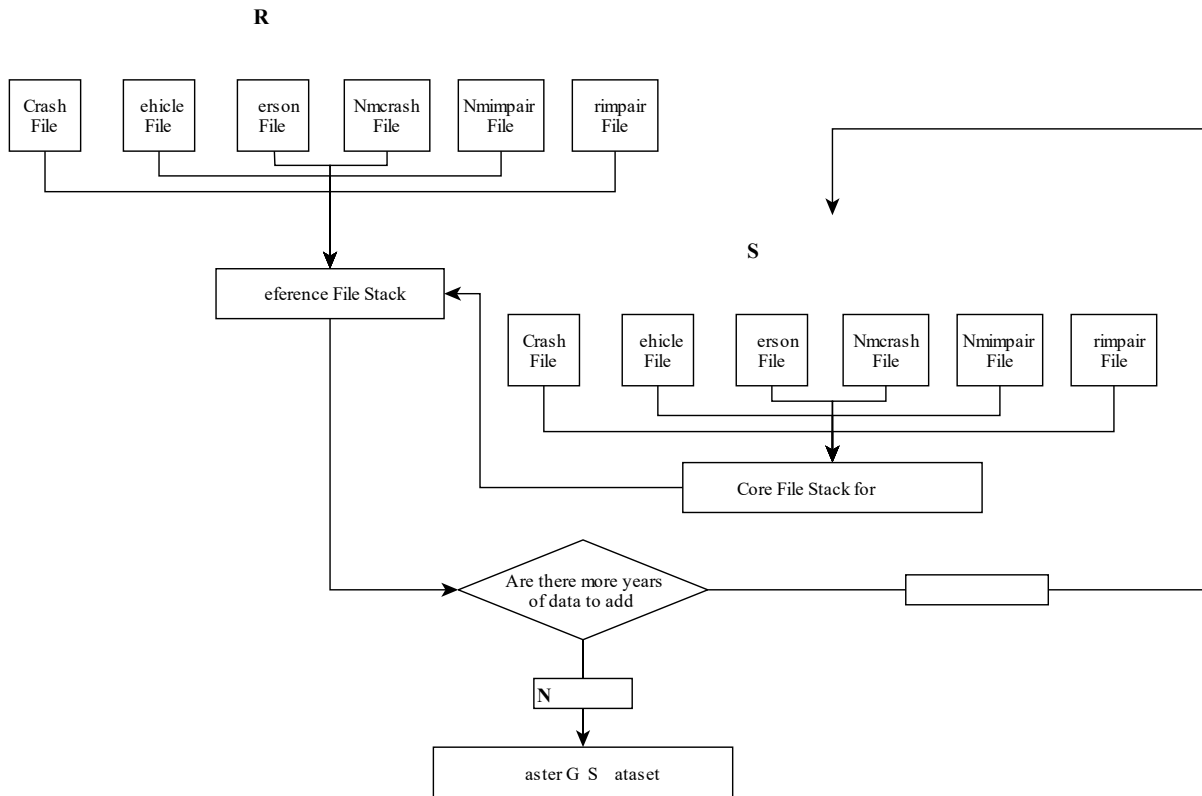 R
Crash
File
ehicle
File
erson
File
Nmcrash
File
Nmimpair
File
rimpair
File
eference File Stack
S
Crash
File
ehicle
File
erson
File
Nmcrash
File
Nmimpair
File
rimpair
File
Core File Stack for
Are there more years
of data to add
N
aster G S ataset